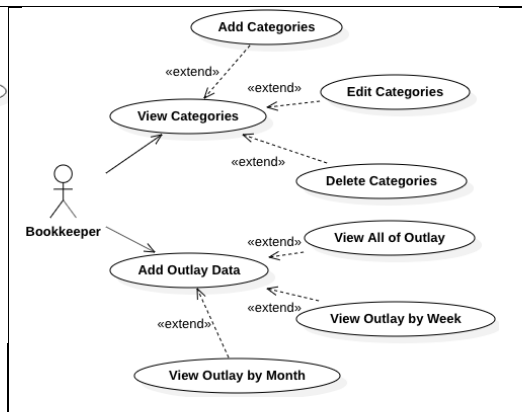 Add Categories
«extend»
«extend»
Edit Categories
View Categories
«extend»
Delete Categories
Bookkeeper
View All of Outlay
«extend»
Add Outlay Data
«extend»
View Outlay by Week
«extend»
View Outlay by Month